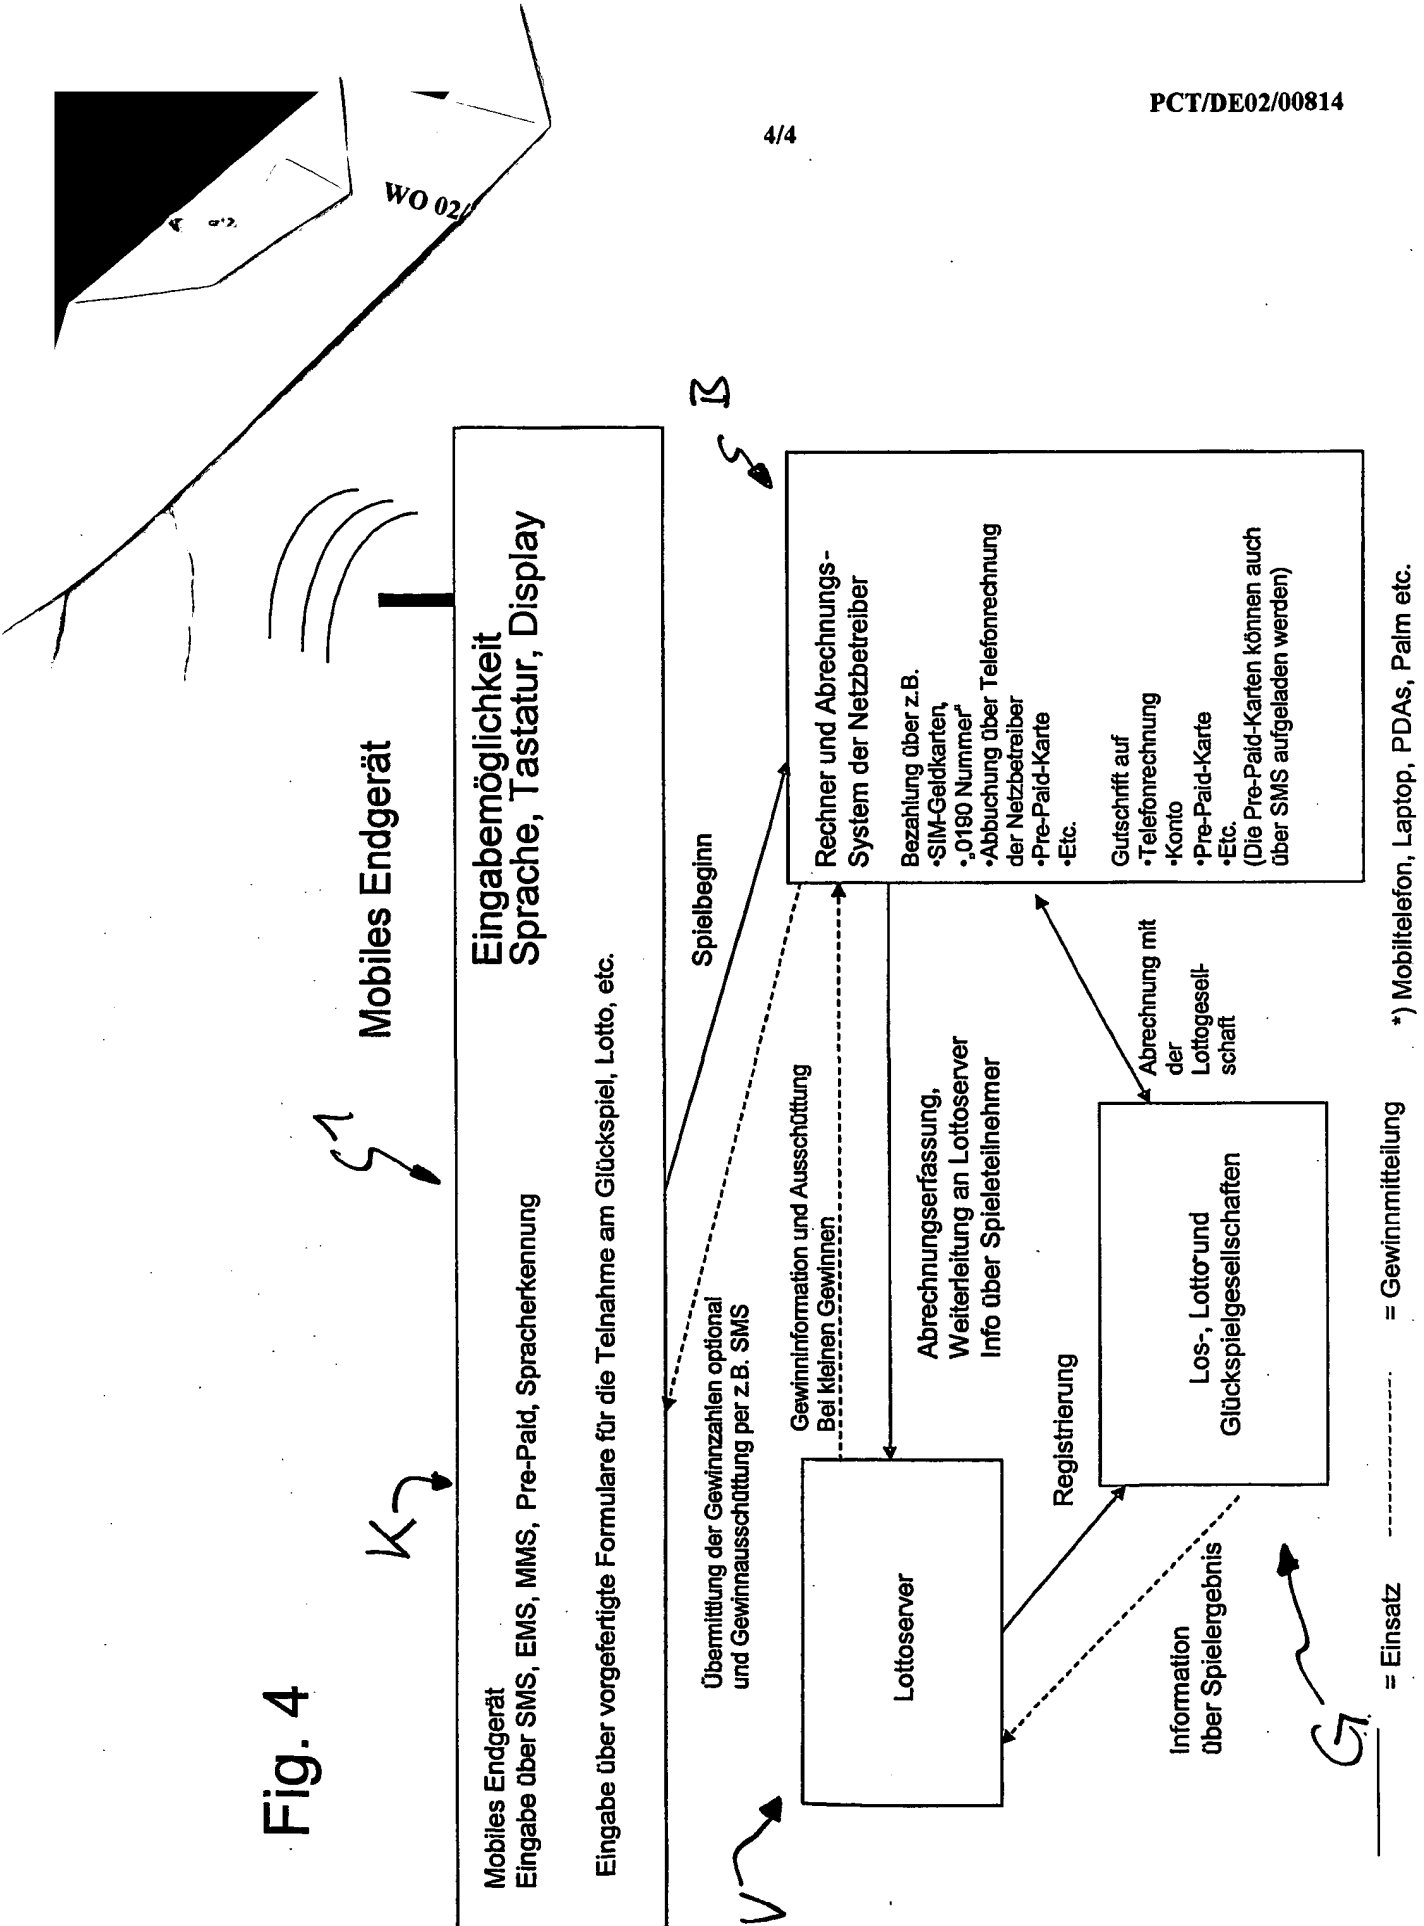 PCT/DE02/00814
4/4
WO 02/
Fig. 4
Mobiles Endgerät
1
K
Eingabemöglichkeit
Sprache, Tastatur, Display
Mobiles Endgerät
Eingabe über SMS, EMS, MMS, Pre-Paid, Spracherkennung
Eingabe über vorgefertigte Formulare für die Telnahme am Glückspiel, Lotto, etc.
B
Spielbeginn
Übermittlung der Gewinnzahlen optional
und Gewinnausschüttung per z.B. SMS
Gewinninformation und Ausschüttung
Bei kleinen Gewinnen
Rechner und Abrechnungs-
System der Netzbetreiber
Bezahlung über z.B.
•SIM-Geldkarten,
•„0190 Nummer“
•Abbuchung über Telefonrechnung
der Netzbetreiber
•Pre-Paid-Karte
•Etc.
Gutschrift auf
•Telefonrechnung
•Konto
•Pre-Paid-Karte
•Etc.
(Die Pre-Paid-Karten können auch
über SMS aufgeladen werden)
Abrechnungserfassung,
Weiterleitung an Lottoserver
Info über Spieleteilnehmer
V
Lottoserver
Registrierung
Abrechnung mit
der
Lottogesell-
schaft
Los-, Lotto und
Glückspielgesellschaften
Information
über Spielergebnis
G
= Einsatz
= Gewinnmitteilung
*) Mobiltelefon, Laptop, PDAs, Palm etc.